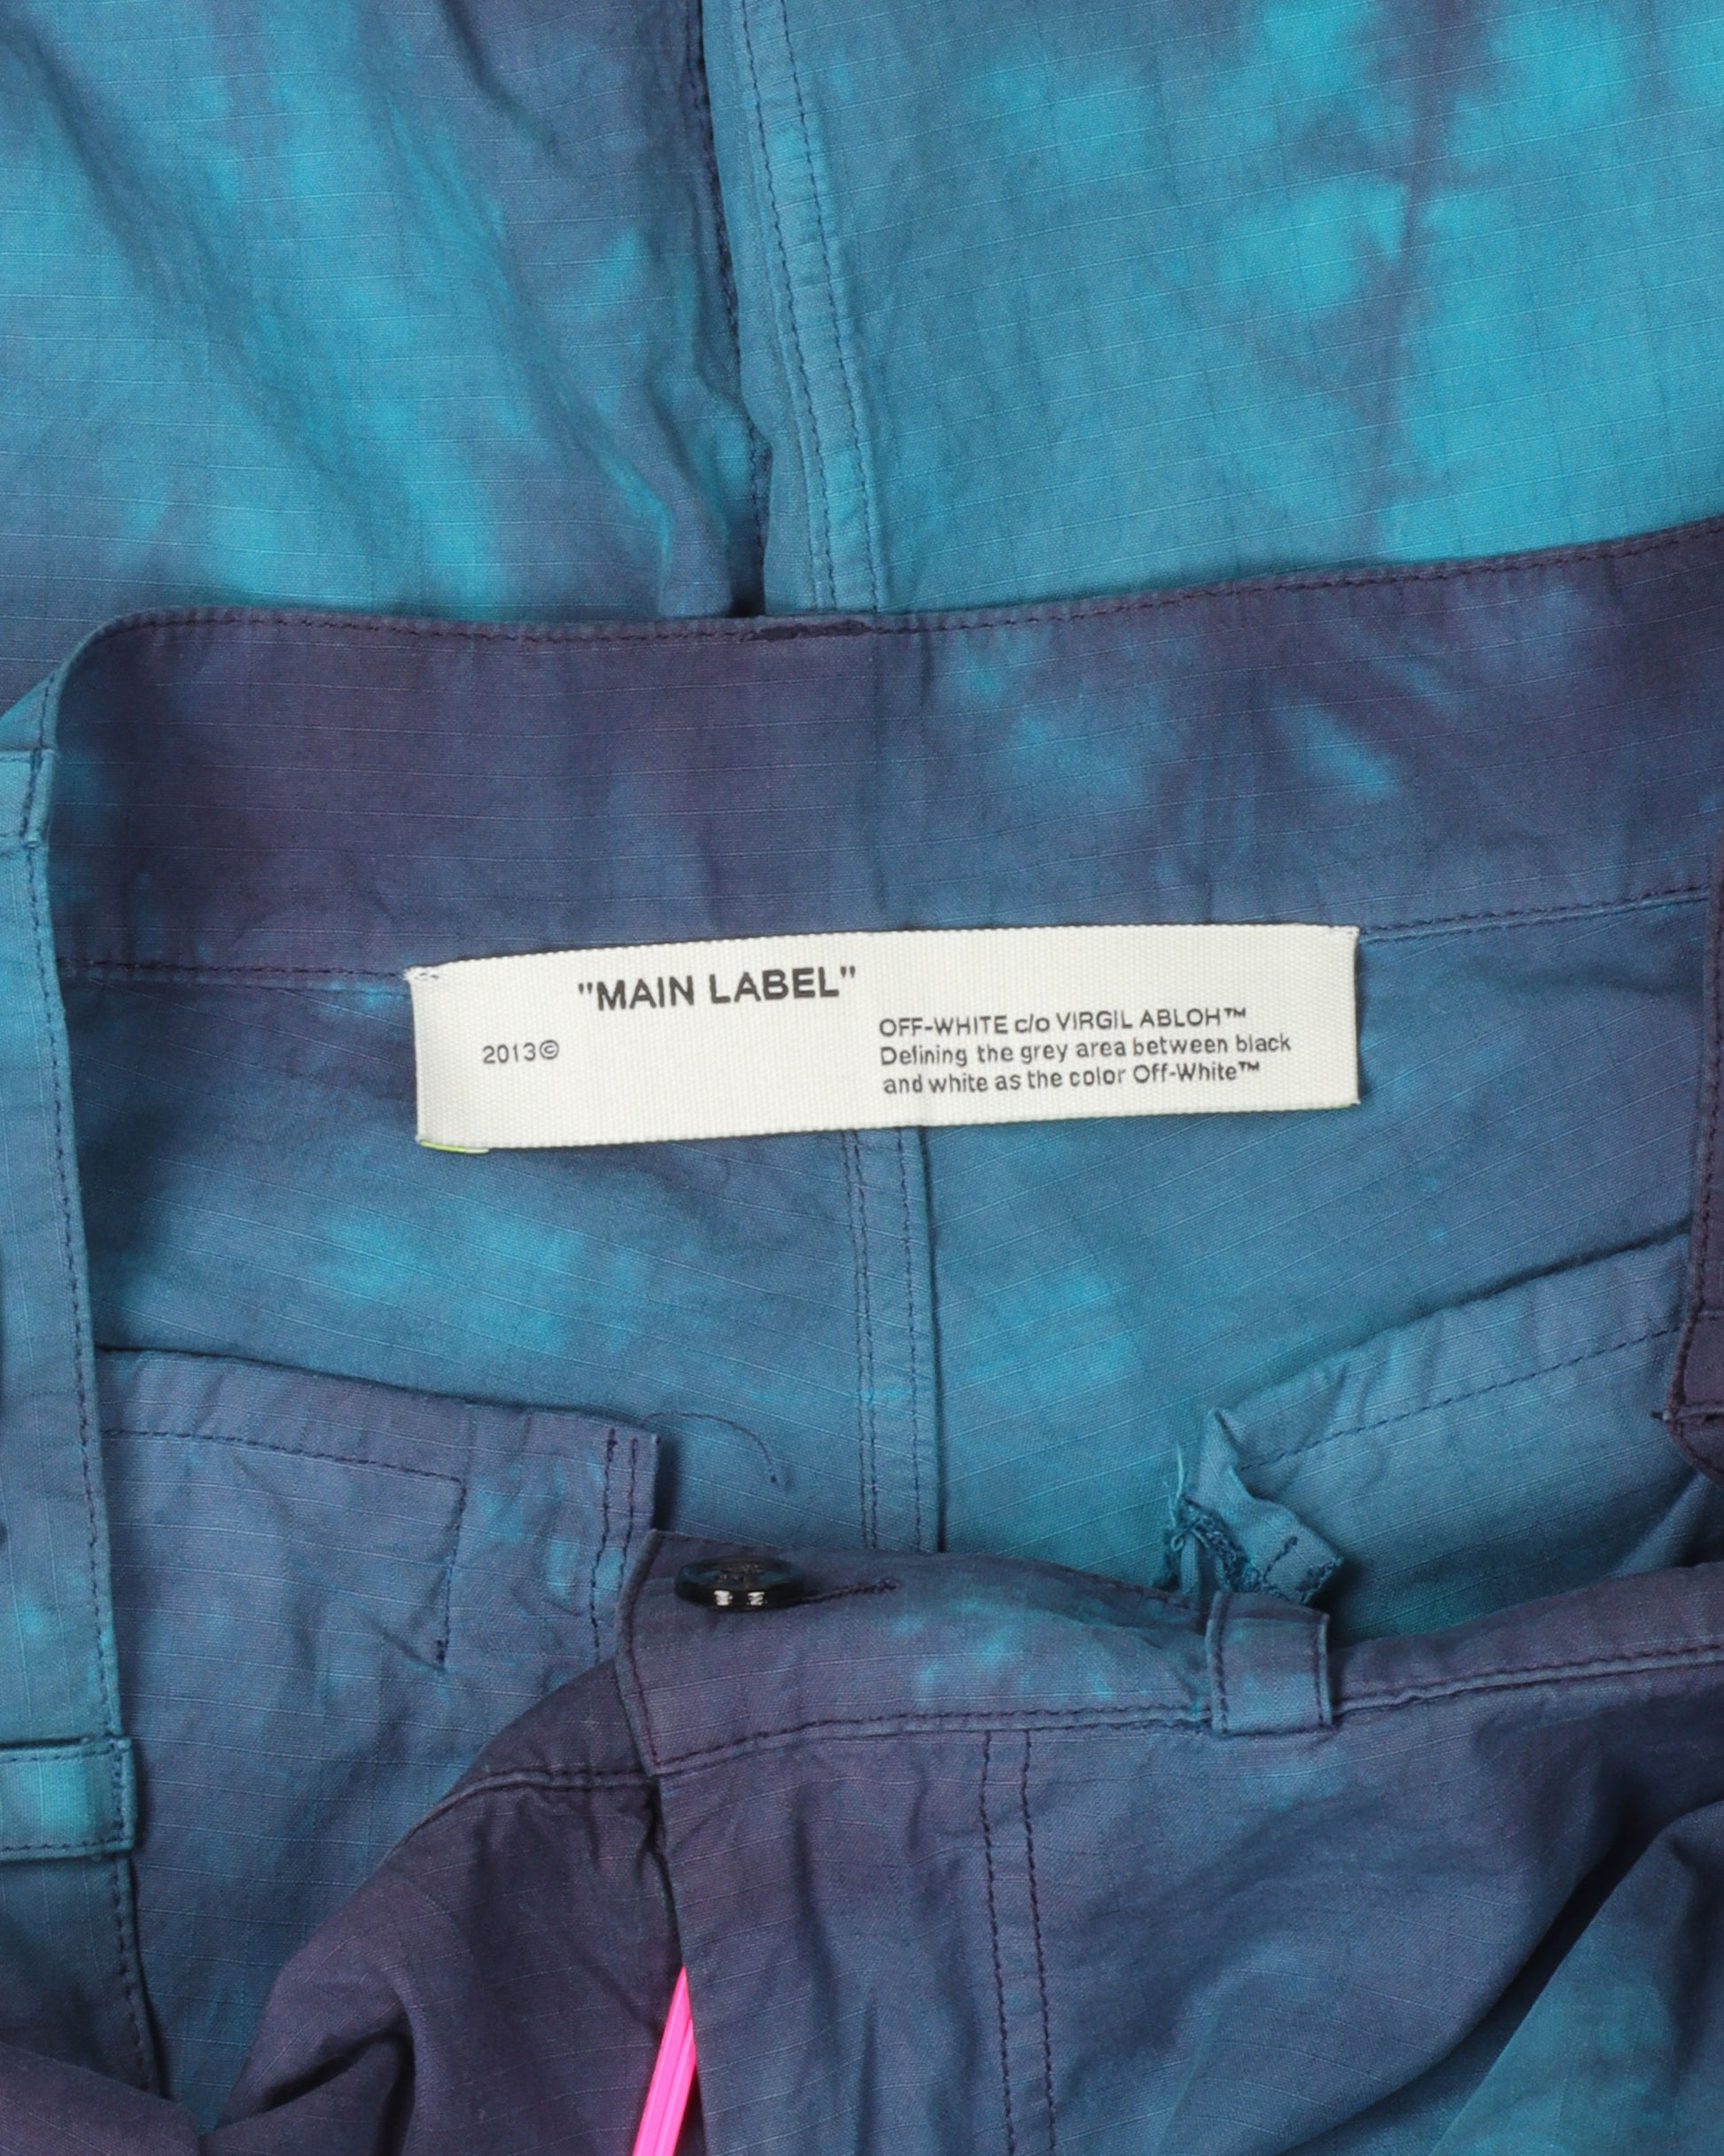 "MAIN LABEL"
2013©
OFF-WHITE c/o VIRGIL ABLOH™
Defining the grey area between black
and white as the color Off-White™